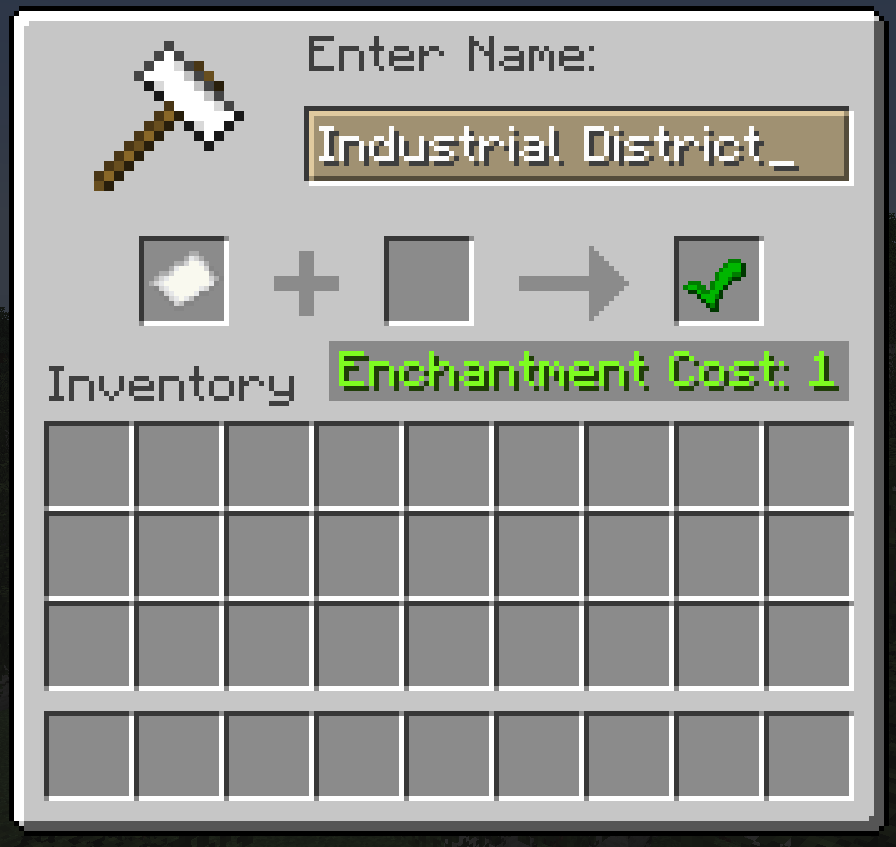 Enter Name:
Industrial District_
Inventory
Enchantment Cost: 1